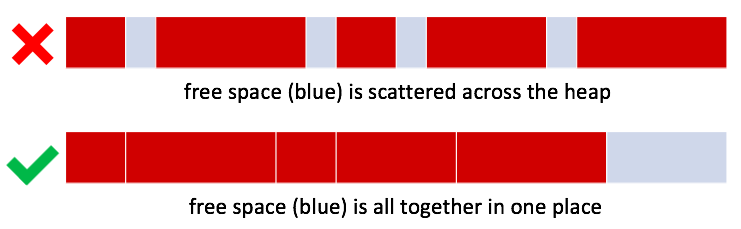 free space (blue) is scattered across the heap
free space (blue) is all together in one place